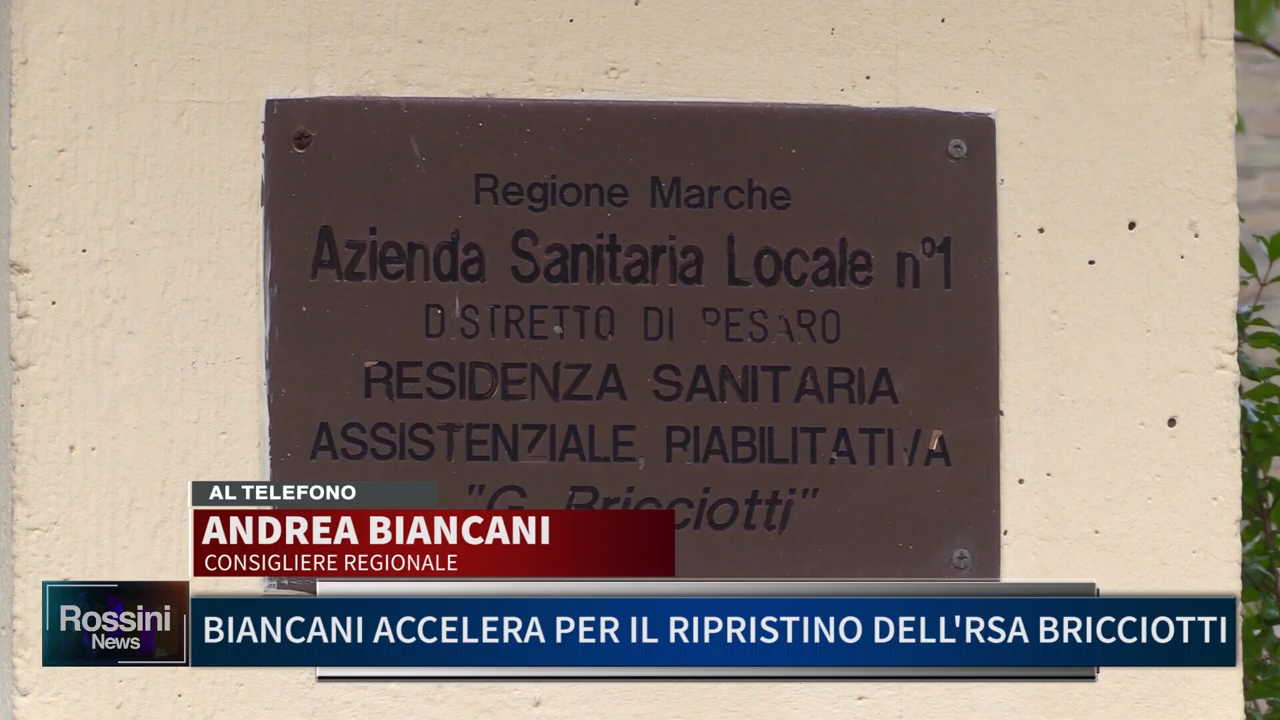 Regione Marche
Azienda Sanitaria Locale n°1
DISTRETTO DI PESARO
RESIDENZA SANITARIA
ASSISTENZIALE, RIABILITATIVA
"G. Bricciotti"
AL TELEFONO
ANDREA BIANCANI
CONSIGLIERE REGIONALE
Rossini
News
BIANCANI ACCELERA PER IL RIPRISTINO DELL'RSA BRICCIOTTI